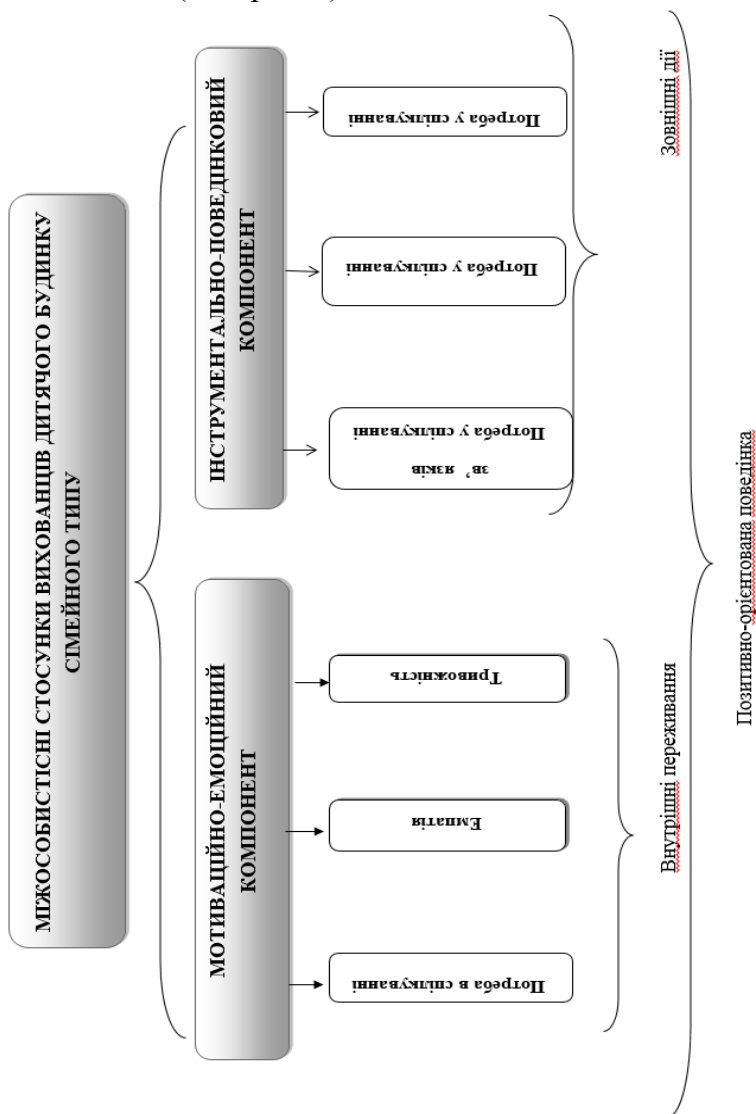 МІЖОСОБИСТІСНІ СТОСУНКИ ВИХОВАНЦІВ ДИТЯЧОГО БУДИНКУ
СІМЕЙНОГО ТИПУ
МОТИВАЦІЙНО-ЕМОЦІЙНИЙ
КОМПОНЕНТ
ІНСТРУМЕНТАЛЬНО-ПОВЕДІНКОВИЙ
КОМПОНЕНТ
Потреба в спілкуванні
Емпатія
Тривожність
зв’ язків
Потреба у спілкуванні
Потреба у спілкуванні
Потреба у спілкуванні
Внутрішні переживання
Зовнішні дії
Позитивно-орієнтована поведінка